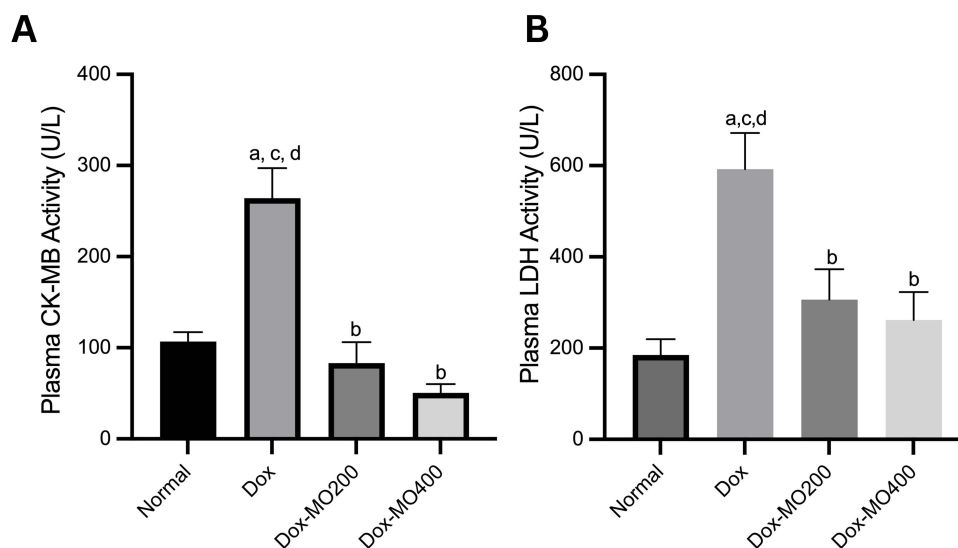 A
Plasma CK-MB Activity (U/L)
400
300
200
100
0
a, c, d
b
b
Normal
Dox
Dox-MO200
Dox-MO400
B
Plasma LDH Activity (U/L)
800
600
400
200
0
a,c,d
b
b
Normal
Dox
Dox-MO200
Dox-MO400